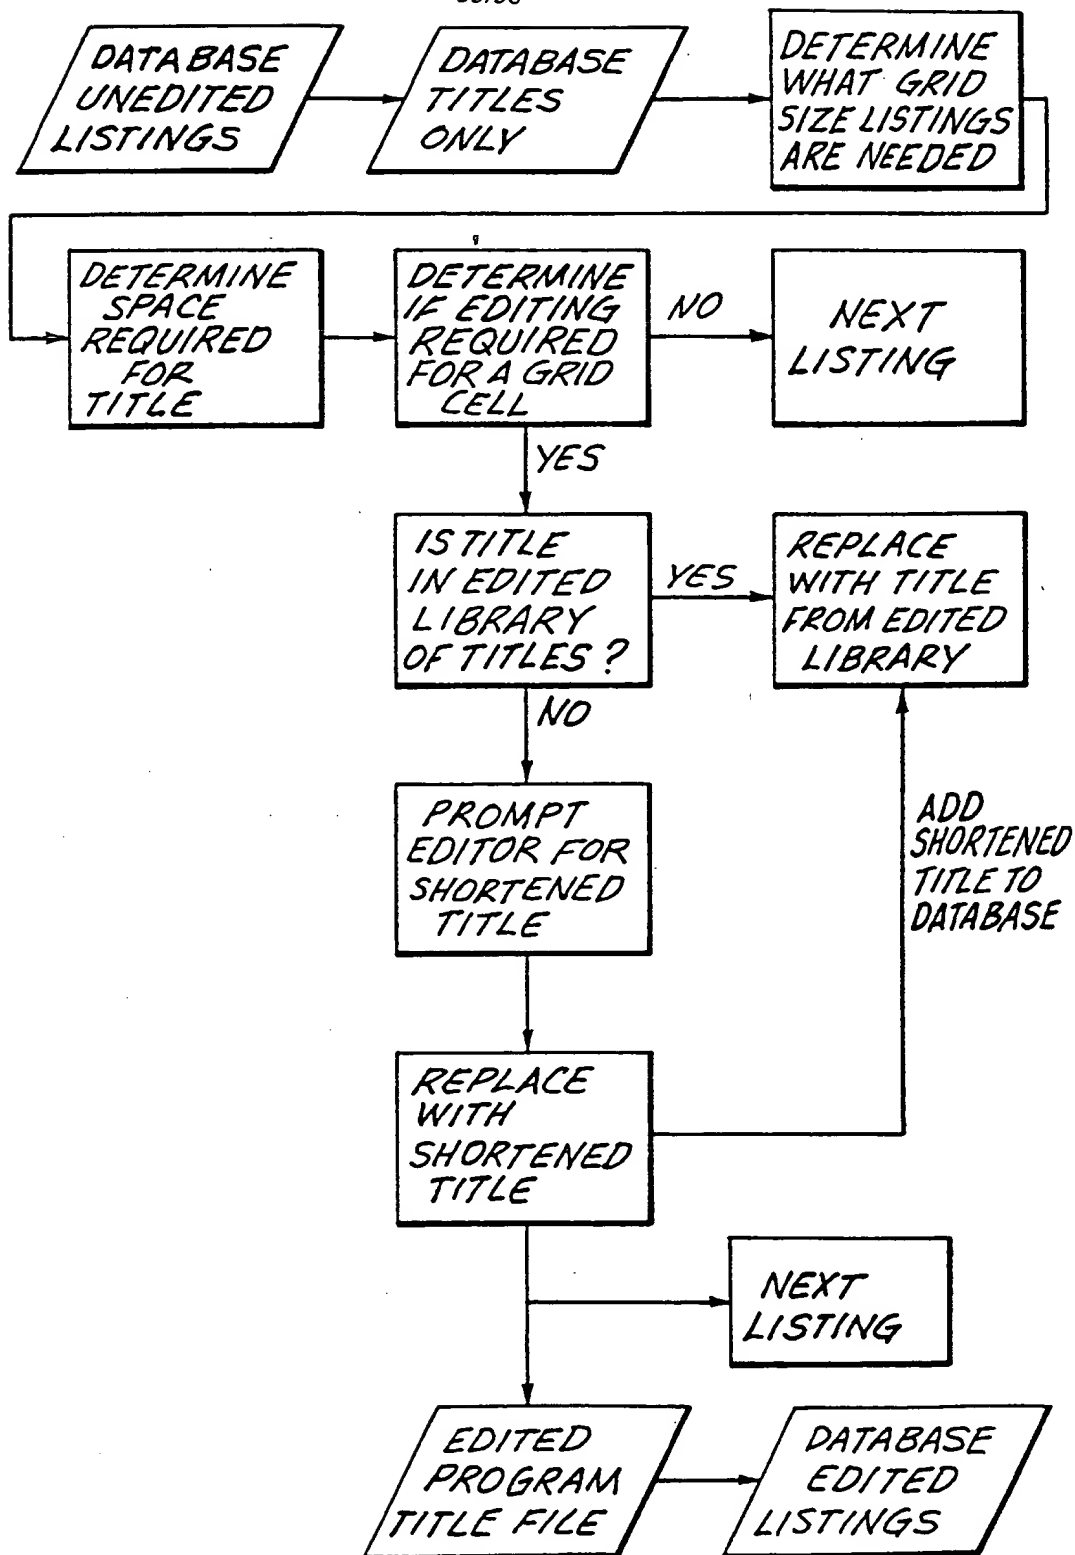 DATABASE
UNEDITED
LISTINGS
DATABASE
TITLES
ONLY
DETERMINE
WHAT GRID
SIZE LISTINGS
ARE NEEDED
DETERMINE
SPACE
REQUIRED
FOR
TITLE
DETERMINE
IF EDITING
REQUIRED
FOR A GRID
CELL
NO
NEXT
LISTING
YES
IS TITLE
IN EDITED
LIBRARY
OF TITLES?
YES
REPLACE
WITH TITLE
FROM EDITED
LIBRARY
NO
PROMPT
EDITOR FOR
SHORTENED
TITLE
ADD
SHORTENED
TITLE TO
DATABASE
REPLACE
WITH
SHORTENED
TITLE
NEXT
LISTING
EDITED
PROGRAM
TITLE FILE
DATABASE
EDITED
LISTINGS